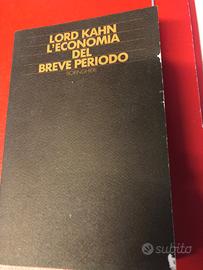 LORD KAHN
L'ECONOMIA
DEL
BREVE PERIODO
BORINGHIERI
subito